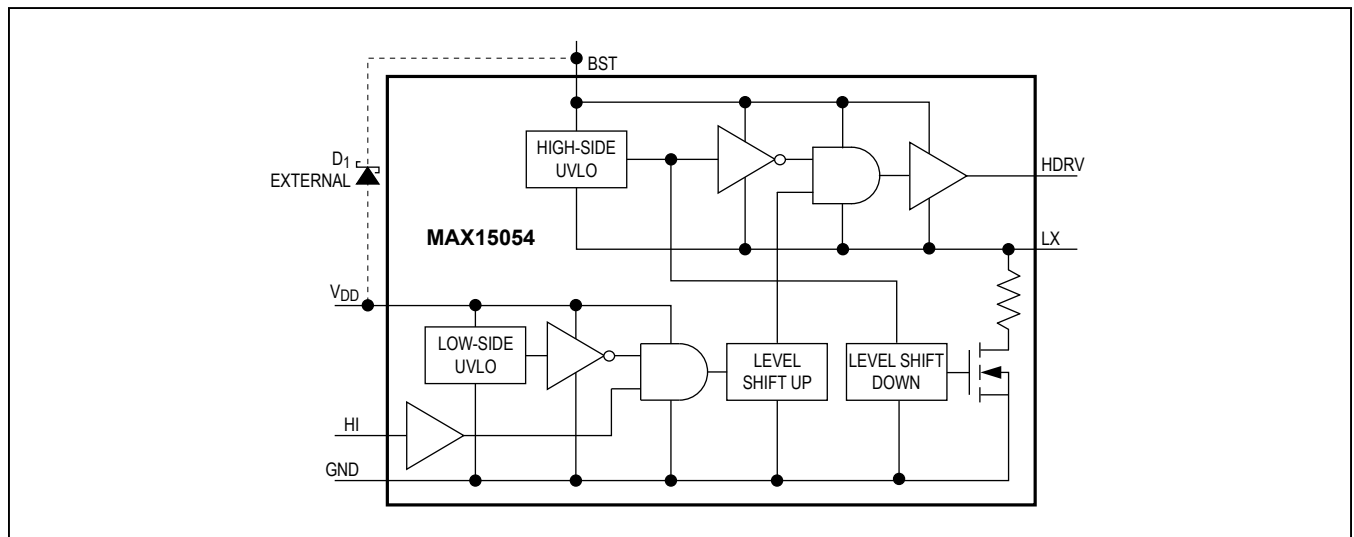 BST
D1
EXTERNAL
HIGH-SIDE
UVLO
HDRV
MAX15054
LX
VDD
LOW-SIDE
UVLO
LEVEL
SHIFT UP
LEVEL SHIFT
DOWN
HI
GND